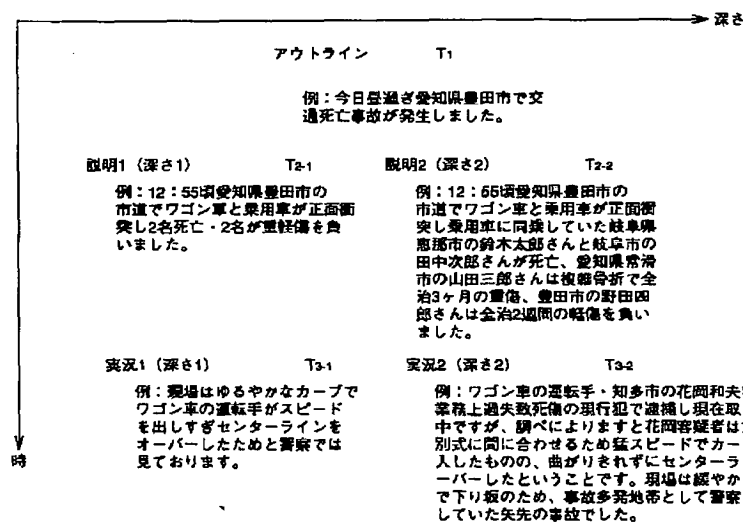 深さ
アウトライン T1
例：今日昼過ぎ愛知県豊田市で交
通死亡事故が発生しました。
説明1（深さ1） T2-1
例：12：55頃愛知県豊田市の
市道でワゴン車と乗用車が正面衝
突し2名死亡・2名が重軽傷を負
いました。
説明2（深さ2） T2-2
例：12：55頃愛知県豊田市の
市道でワゴン車と乗用車が正面衝
突し乗用車に同乗していた岐阜県
恵那市の鈴木太郎さんと岐阜市の
田中次郎さんが死亡、愛知県常滑
市の山田三郎さんは複雑骨折で全
治3ヶ月の重傷、豊田市の野田四
郎さんは全治2週間の軽傷を負い
ました。
実況1（深さ1） T3-1
例：現場はゆるやかなカーブで
ワゴン車の運転手がスピード
を出しすぎセンターラインを
オーバーしたためと警察では
見ております。
実況2（深さ2） T3-2
例：ワゴン車の運転手・知多市の花岡和夫
業務上過失致死傷の現行犯で逮捕し現在取
中ですが、調べによりますと花岡容疑者は
別式に間に合わせるため猛スピードでカー
入したものの、曲がりきれずにセンターラ
ーバーしたということです。現場は緩やか
で下り坂のため、事故多発地帯として警察
していた矢先の事故でした。
時